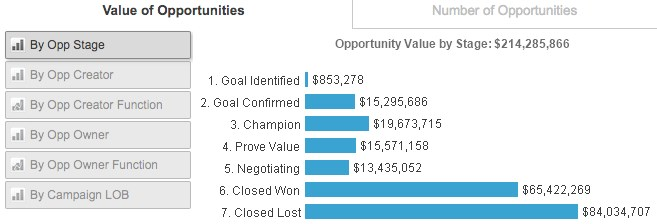 Value of Opportunities
Number of Opportunities
By Opp Stage
By Opp Creator
By Opp Creator Function
By Opp Owner
By Opp Owner Function
By Campaign LOB
Opportunity Value by Stage: $214,285,866
1. Goal Identified $853,278
2. Goal Confirmed $15,295,686
3. Champion $19,673,715
4. Prove Value $15,571,158
5. Negotiating $13,435,052
6. Closed Won $65,422,269
7. Closed Lost $84,034,707